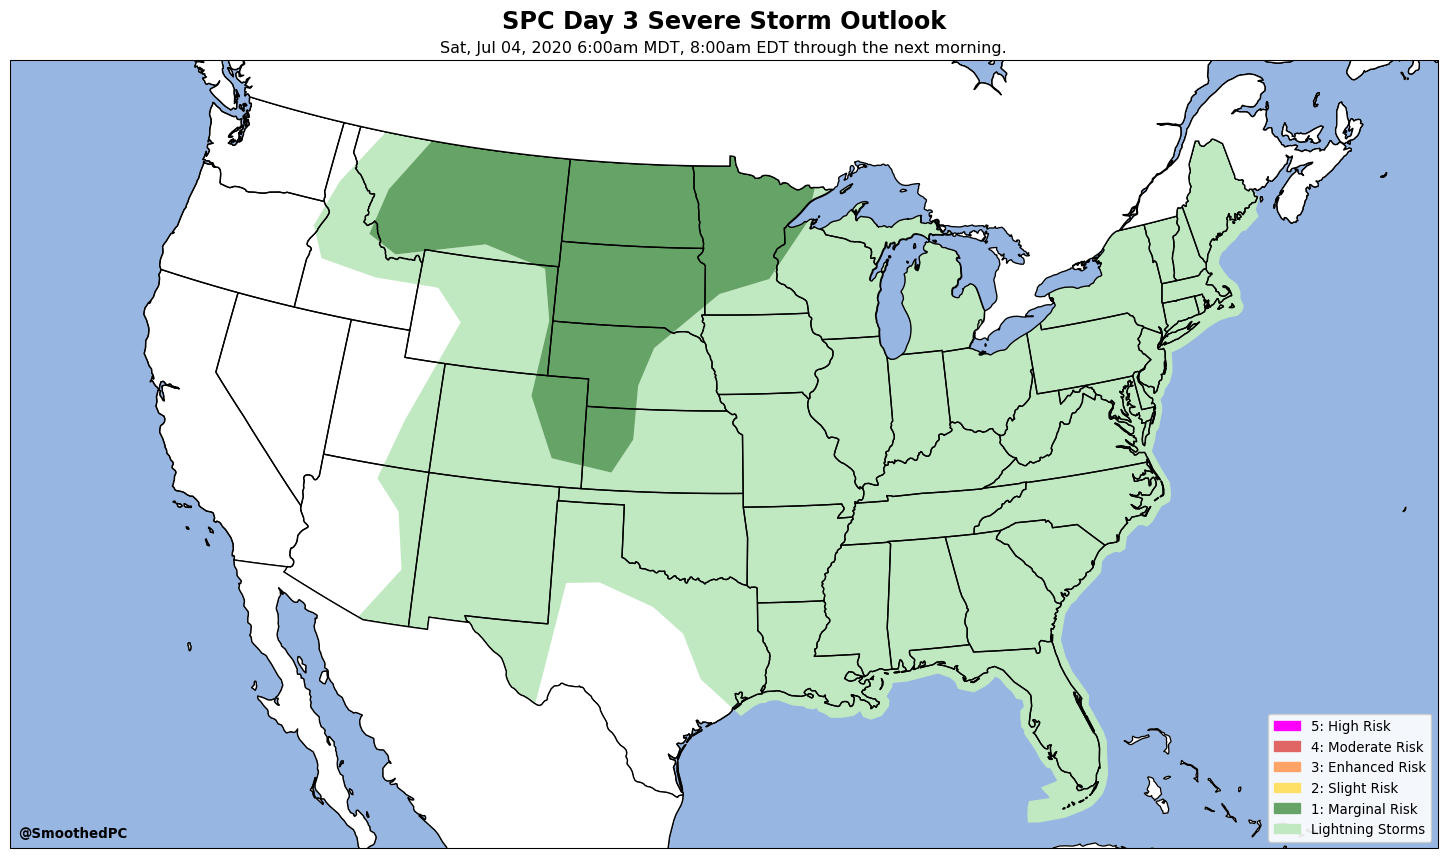 SPC Day 3 Severe Storm Outlook
Sat, Jul 04, 2020 6:00am MDT, 8:00am EDT through the next morning.
5: High Risk
4: Moderate Risk
3: Enhanced Risk
2: Slight Risk
1: Marginal Risk
Lightning Storms
@SmoothedPC